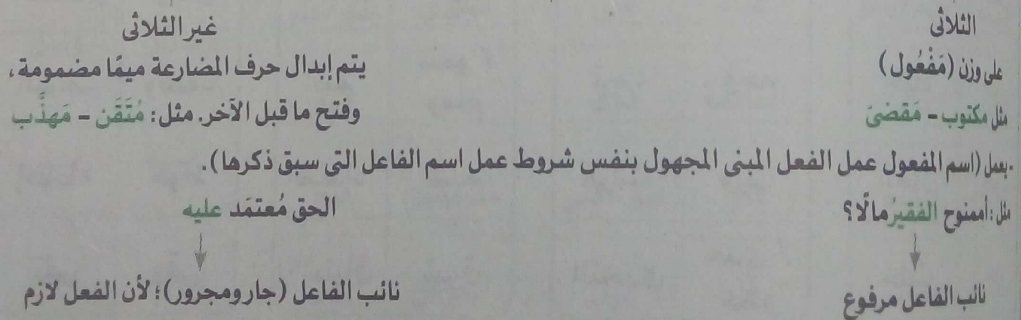 الثلاثى
غير الثلاثى
على وزن (مَفْعُول)
يتم إبدال حرف المضارعة ميمًا مضمومة،
مثل مكتوب - مَقضىّ
وفتح ما قبل الآخر. مثل: مُتَقَن - مَهذَّب
.يعمل (اسم المفعول عمل الفعل المبنى المجهول بنفس شروط عمل اسم الفاعل التى سبق ذكرها).
مثل: أممنوح الفقيرُ مالًا؟
الحق مُعتمَد عليه
نائب الفاعل مرفوع
نائب الفاعل (جار ومجرور)؛ لأن الفعل لازم